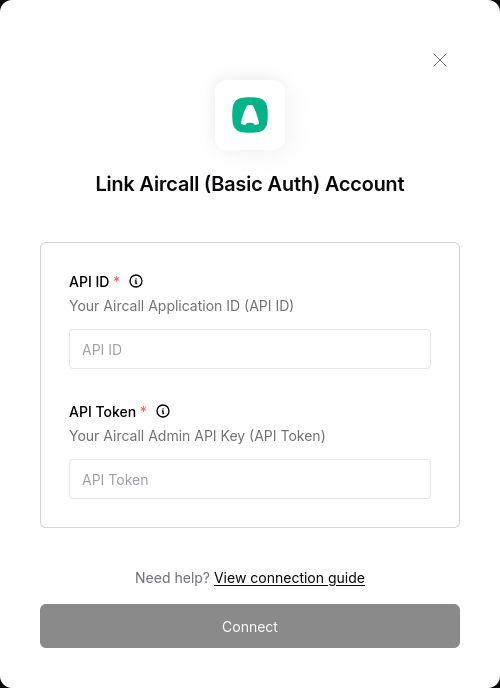 Link Aircall (Basic Auth) Account
API ID *
Your Aircall Application ID (API ID)
API ID
API Token *
Your Aircall Admin API Key (API Token)
API Token
Need help? View connection guide
Connect